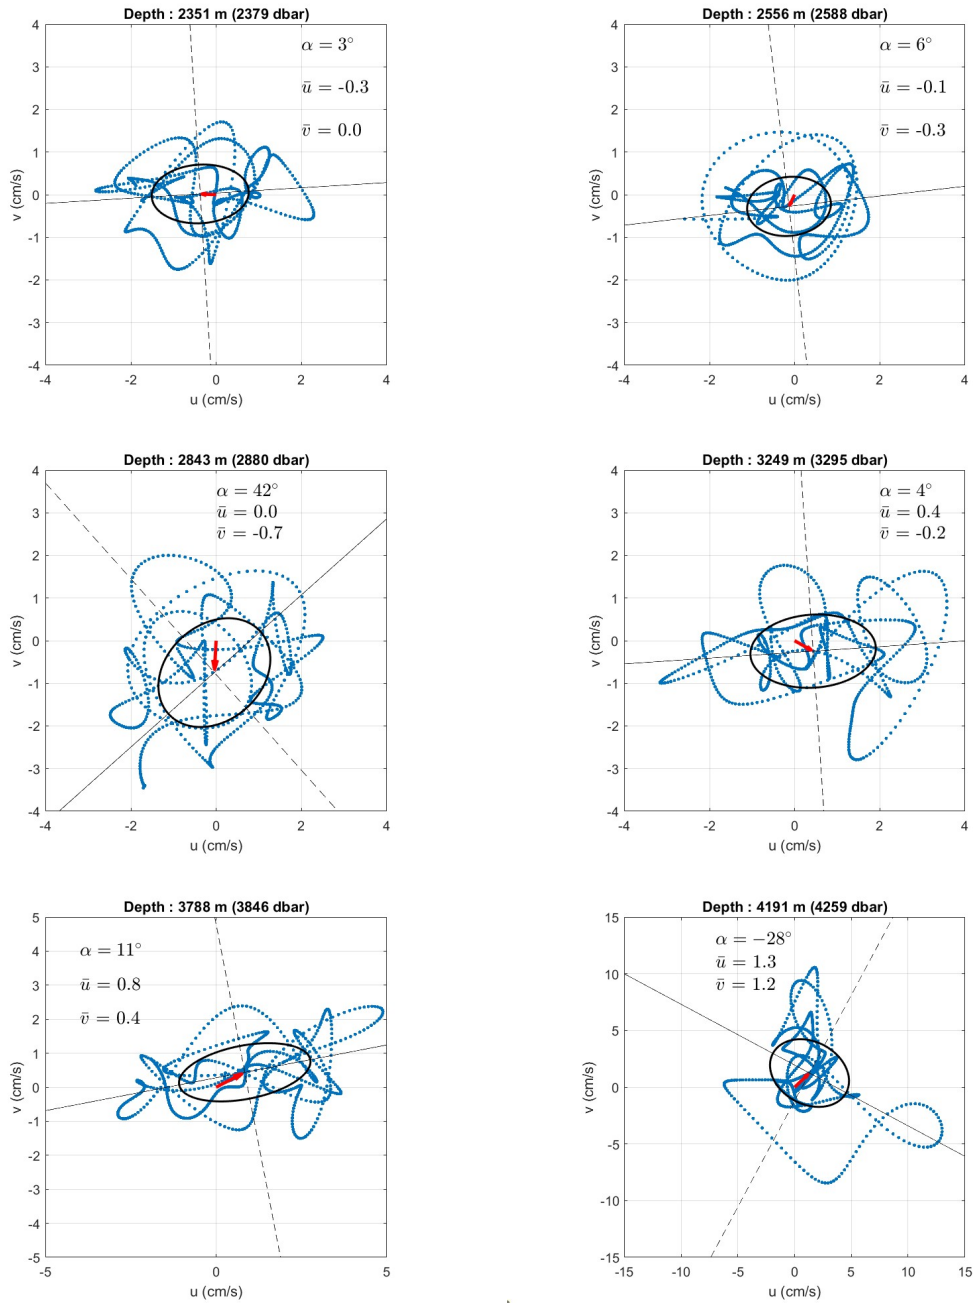 Depth : 2351 m (2379 dbar)
α = 3°
ū = -0.3
v̄ = 0.0
4
3
2
1
0
-1
-2
-3
-4
v (cm/s)
-4 -2 0 2 4
u (cm/s)
Depth : 2556 m (2588 dbar)
α = 6°
ū = -0.1
v̄ = -0.3
4
3
2
1
0
-1
-2
-3
-4
v (cm/s)
-4 -2 0 2 4
u (cm/s)
Depth : 2843 m (2880 dbar)
α = 42°
ū = 0.0
v̄ = -0.7
4
3
2
1
0
-1
-2
-3
-4
v (cm/s)
-4 -2 0 2 4
u (cm/s)
Depth : 3249 m (3295 dbar)
α = 4°
ū = 0.4
v̄ = -0.2
4
3
2
1
0
-1
-2
-3
-4
v (cm/s)
-4 -2 0 2 4
u (cm/s)
Depth : 3788 m (3846 dbar)
α = 11°
ū = 0.8
v̄ = 0.4
5
4
3
2
1
0
-1
-2
-3
-4
-5
v (cm/s)
-5 0 5
u (cm/s)
Depth : 4191 m (4259 dbar)
α = −28°
ū = 1.3
v̄ = 1.2
15
10
5
0
-5
-10
-15
v (cm/s)
-15 -10 -5 0 5 10 15
u (cm/s)